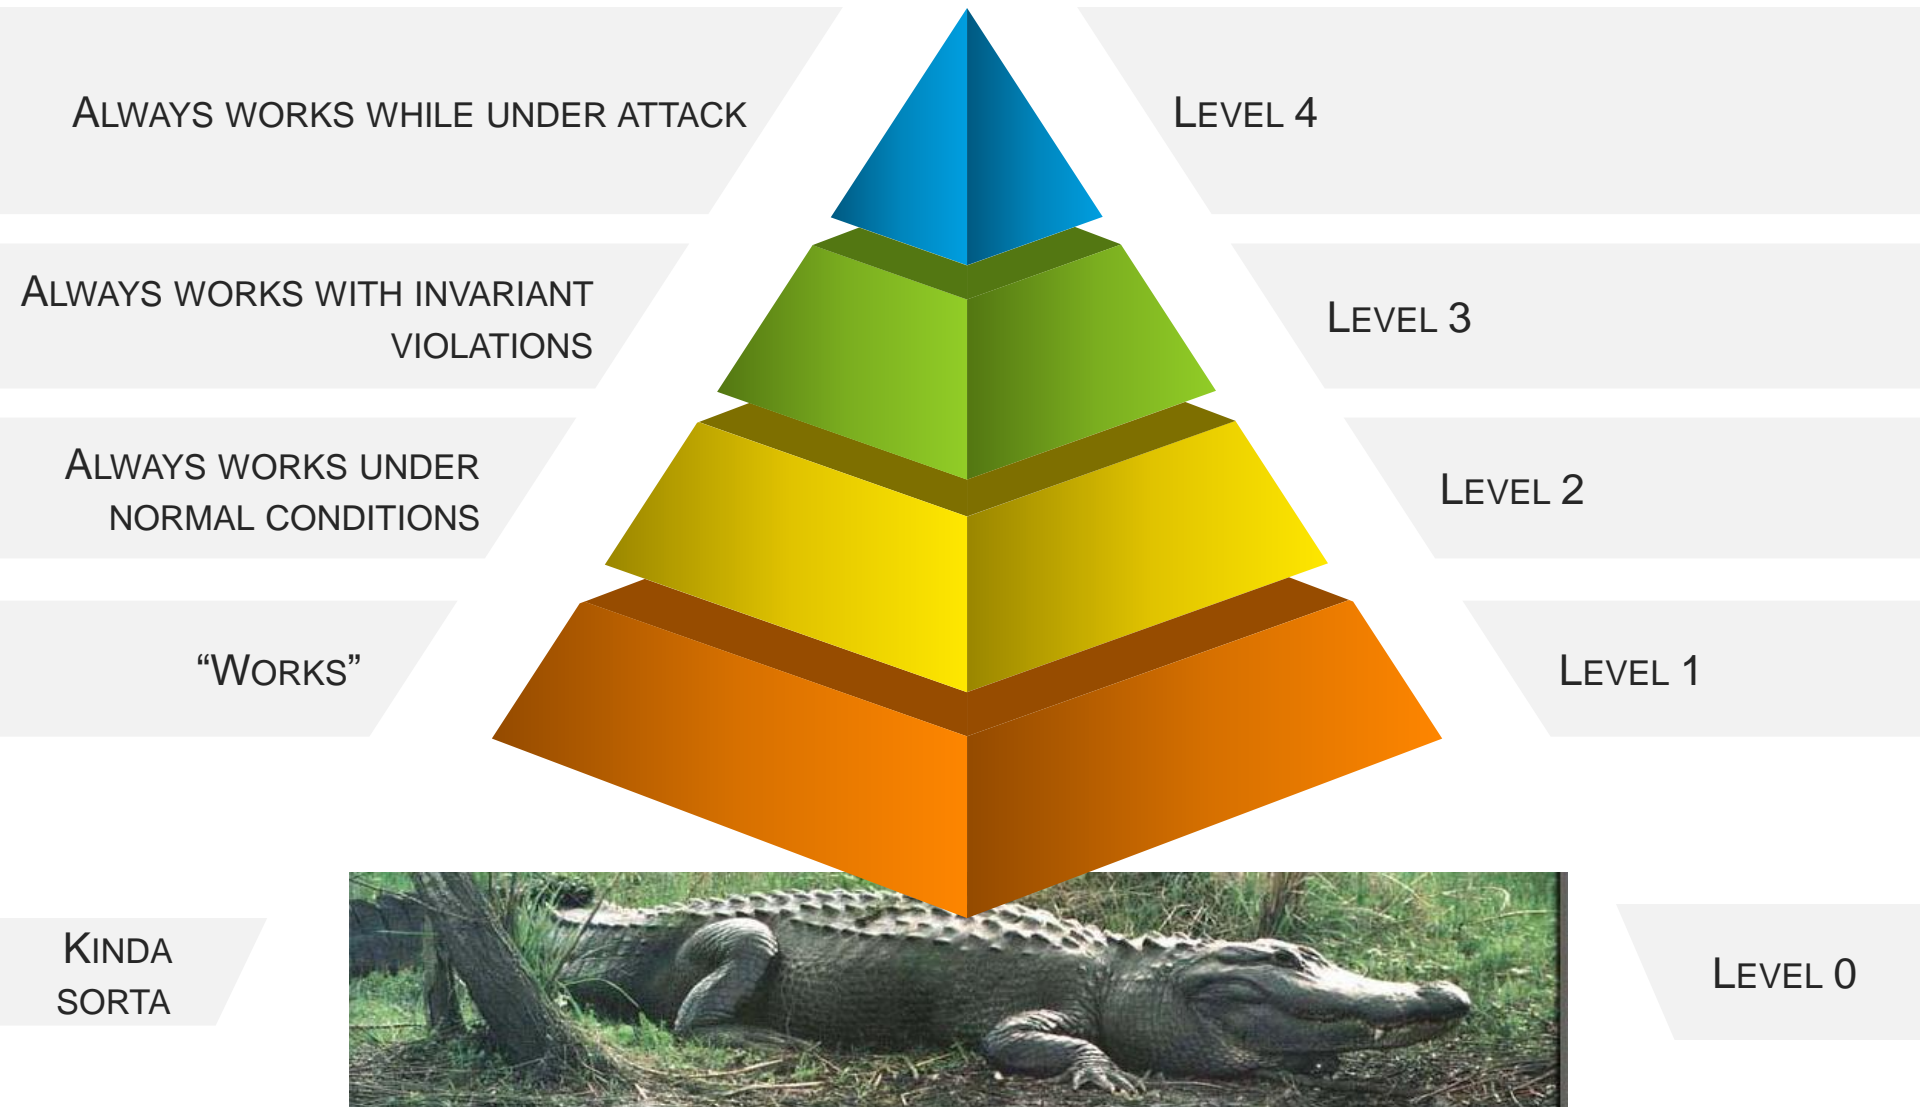 Always works while under attack
Level 4
Always works with invariant
violations
Level 3
Always works under
normal conditions
Level 2
“Works”
Level 1
Kinda
sorta
Level 0